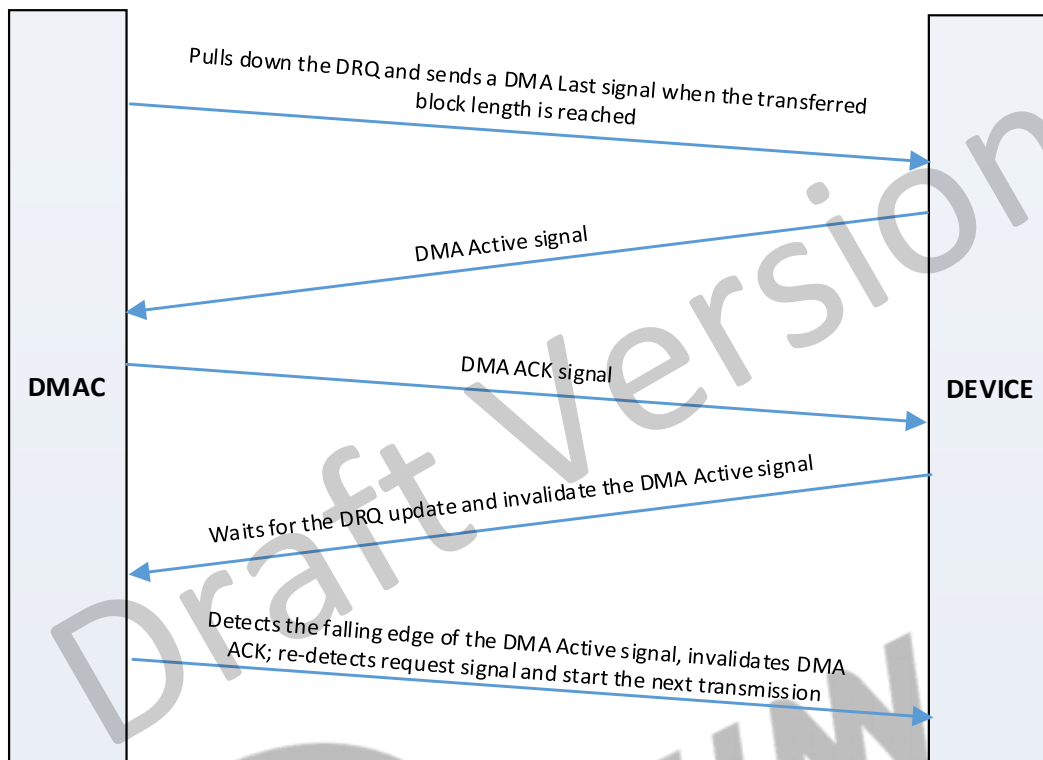 Pulls down the DRQ and sends a DMA Last signal when the transferred
block length is reached
DMA Active signal
DMA ACK signal
DMAC
DEVICE
Waits for the DRQ update and invalidate the DMA Active signal
Detects the falling edge of the DMA Active signal, invalidates DMA
ACK; re-detects request signal and start the next transmission
Draft Version